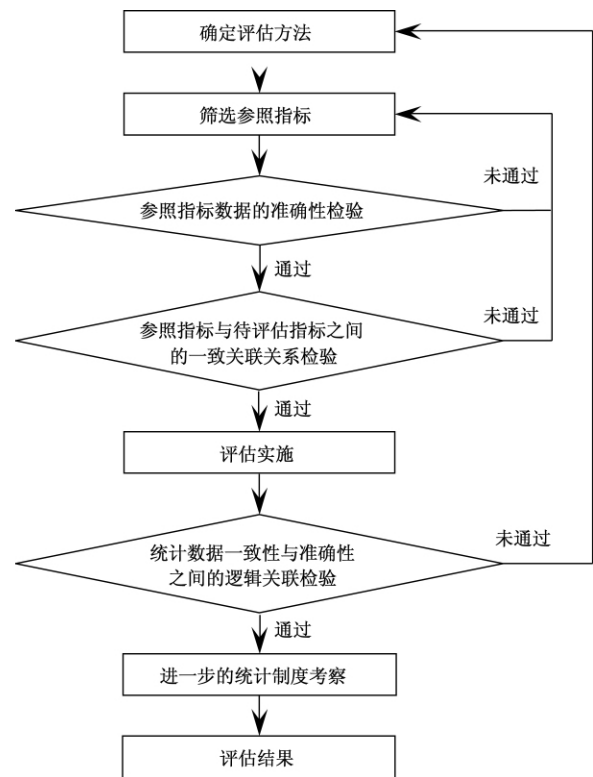 确定评估方法
筛选参照指标
未通过
参照指标数据的准确性检验
通过
未通过
参照指标与待评估指标之间
的一致关联关系检验
通过
评估实施
未通过
统计数据一致性与准确性
之间的逻辑关联检验
通过
进一步的统计制度考察
评估结果